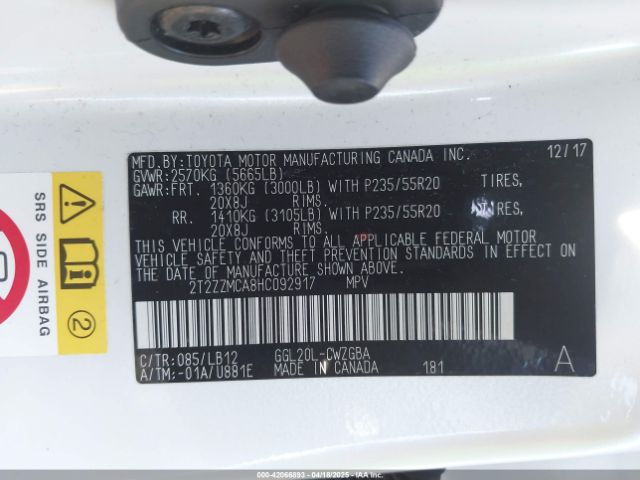 MFD.BY:TOYOTA MOTOR MANUFACTURING CANADA INC. 12/17
GVWR:2570KG (5665LB)
GAWR:FRT. 1360KG (3000LB) WITH P235/55R20 TIRES,
20X8J RIMS.
RR. 1410KG (3105LB) WITH P235/55R20 TIRES,
20X8J RIMS.
THIS VEHICLE CONFORMS TO ALL APPLICABLE FEDERAL MOTOR
VEHICLE SAFETY AND THEFT PREVENTION STANDARDS IN EFFECT ON
THE DATE OF MANUFACTURE SHOWN ABOVE.
2T2ZZMCA8HC092917 MPV
C/TR:085/LB12 GGL20L-CWZGBA
A/TM:-01A/U881E MADE IN CANADA 181 A
SRS SIDE AIRBAG
2
000-42066893 - 04/18/2025 - IAAI.COM